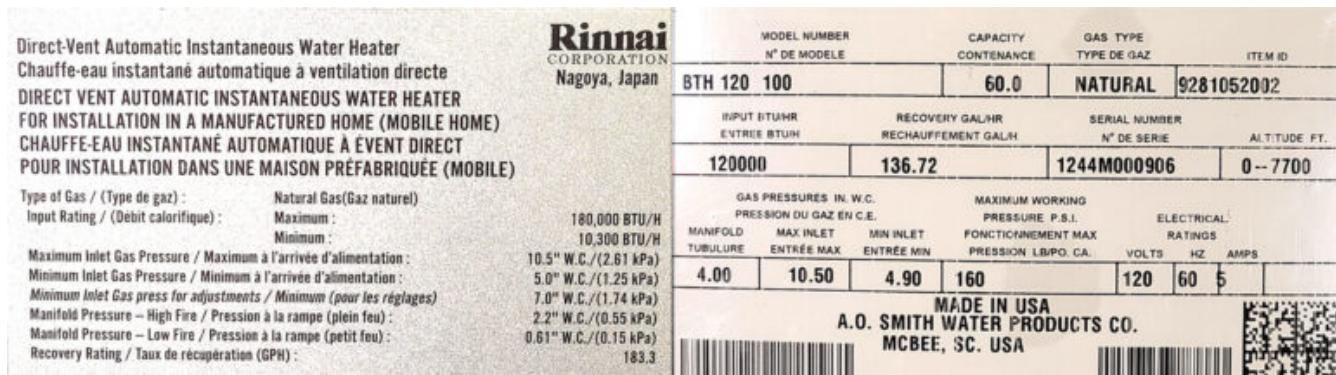 Direct-Vent Automatic Instantaneous Water Heater
Chauffe-eau instantané automatique à ventilation directe
Rinnai
CORPORATION
Nagoya, Japan
DIRECT VENT AUTOMATIC INSTANTANEOUS WATER HEATER
FOR INSTALLATION IN A MANUFACTURED HOME (MOBILE HOME)
CHAUFFE-EAU INSTANTANÉ AUTOMATIQUE À ÉVENT DIRECT
POUR INSTALLATION DANS UNE MAISON PRÉFABRIQUÉE (MOBILE)
Type of Gas / (Type de gaz) : Natural Gas(Gaz naturel)
Input Rating / (Débit calorifique) : Maximum : 180,000 BTU/H
Minimum : 10,300 BTU/H
Maximum Inlet Gas Pressure / Maximum à l'arrivée d'alimentation : 10.5" W.C./(2.61 kPa)
Minimum Inlet Gas Pressure / Minimum à l'arrivée d'alimentation : 5.0" W.C./(1.25 kPa)
Minimum Inlet Gas press for adjustments / Minimum (pour les réglages) 7.0" W.C./(1.74 kPa)
Manifold Pressure – High Fire / Pression à la rampe (plein feu) : 2.2" W.C./(0.55 kPa)
Manifold Pressure – Low Fire / Pression à la rampe (petit feu) : 0.61" W.C./(0.15 kPa)
Recovery Rating / Taux de récupération (GPH) : 183.3
MODEL NUMBER CAPACITY GAS TYPE
N° DE MODELE CONTENANCE TYPE DE GAZ ITEM ID
BTH 120 100 60.0 NATURAL 9281052002
INPUT BTU/HR RECOVERY GAL/HR SERIAL NUMBER
ENTREE BTU/H RECHAUFFEMENT GAL/H N° DE SERIE ALTITUDE FT.
120000 136.72 1244M000906 0--7700
GAS PRESSURES IN. W.C. MAXIMUM WORKING
PRESSION DU GAZ EN C.E. PRESSURE P.S.I. ELECTRICAL
MANIFOLD MAX INLET MIN INLET FONCTIONNEMENT MAX RATINGS
TUBULURE ENTRÉE MAX ENTRÉE MIN PRESSION LB/PO. CA. VOLTS HZ AMPS
4.00 10.50 4.90 160 120 60 5
MADE IN USA
A.O. SMITH WATER PRODUCTS CO.
MCBEE, SC. USA